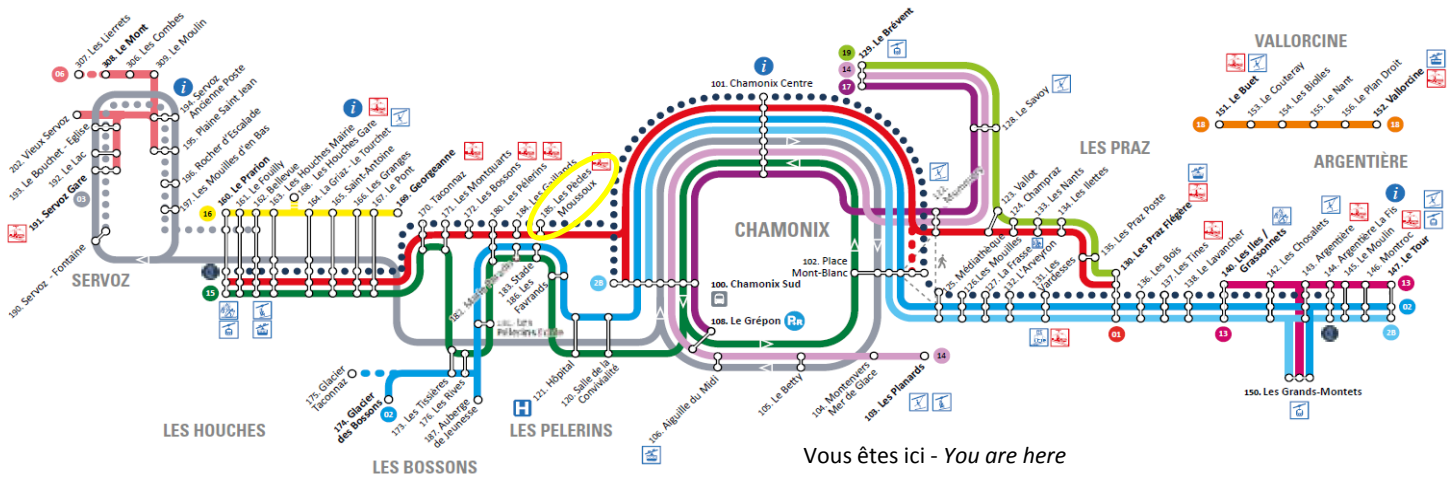 307. Les Lierrets
308. Le Mont
306. Les Combes
309. Le Moulin
06
i
194. Servoz
Ancienne Poste
195. Plaine Saint Jean
196. Rocher d'Escalade
197. Les Mouilles d'en Bas
202. Vieux Servoz
193. Le Bouchet - Eglise
192. Le Lac
191. Servoz Gare
03
190. Servoz - Fontaine
SERVOZ
16
160. Le Prarion
161. Le Fouilly
162. Bellevue
163. Les Houches Mairie
i
168. Les Houches Gare
164. La Griaz - Le Tourchet
165. Saint-Antoine
166. Les Granges
167. Le Pont
169. Georgeanne
15
LES HOUCHES
170. Taconnaz
171. Les Montquarts
172. Les Bossons
180. Les Pèlerins
184. Les Gaillands
185. Les Pècles
Moussoux
183. Stade
186. Les
Favrands
175. Glacier
Taconnaz
174. Glacier
des Bossons
02
173. Les Tissières
176. Les Rives
187. Auberge
de Jeunesse
LES BOSSONS
H
121. Hôpital
120. Salle de la
Convivialité
LES PELERINS
i
101. Chamonix Centre
CHAMONIX
102. Place
Mont-Blanc
2B
100. Chamonix Sud
108. Le Grépon
RR
106. Aiguille du Midi
105. Le Betty
104. Montenvers
Mer de Glace
103. Les Planards
14
19
14
17
129. Le Brévent
128. Le Savoy
LES PRAZ
123. Vallot
124. Champraz
133. Les Nants
134. Les Ilettes
135. Les Praz Poste
130. Les Praz Flégère
125. Médiathèque
126. Les Mouilles
127. La Frasse
132. L'Arveyron
131. Les
Vardesses
01
136. Les Bois
137. Les Tines
138. Le Lavancher
140. Les Iles /
Grassonnets
13
142. Les Chosalets
143. Argentière
144. Argentière La Fis
145. Le Moulin
146. Montroc
147. Le Tour
i
13
02
2B
150. Les Grands-Montets
ARGENTIÈRE
VALLORCINE
18
151. Le Buet
153. Le Couteray
154. Les Biolles
155. Le Nant
156. Le Plan Droit
152. Vallorcine
18
Vous êtes ici - You are here